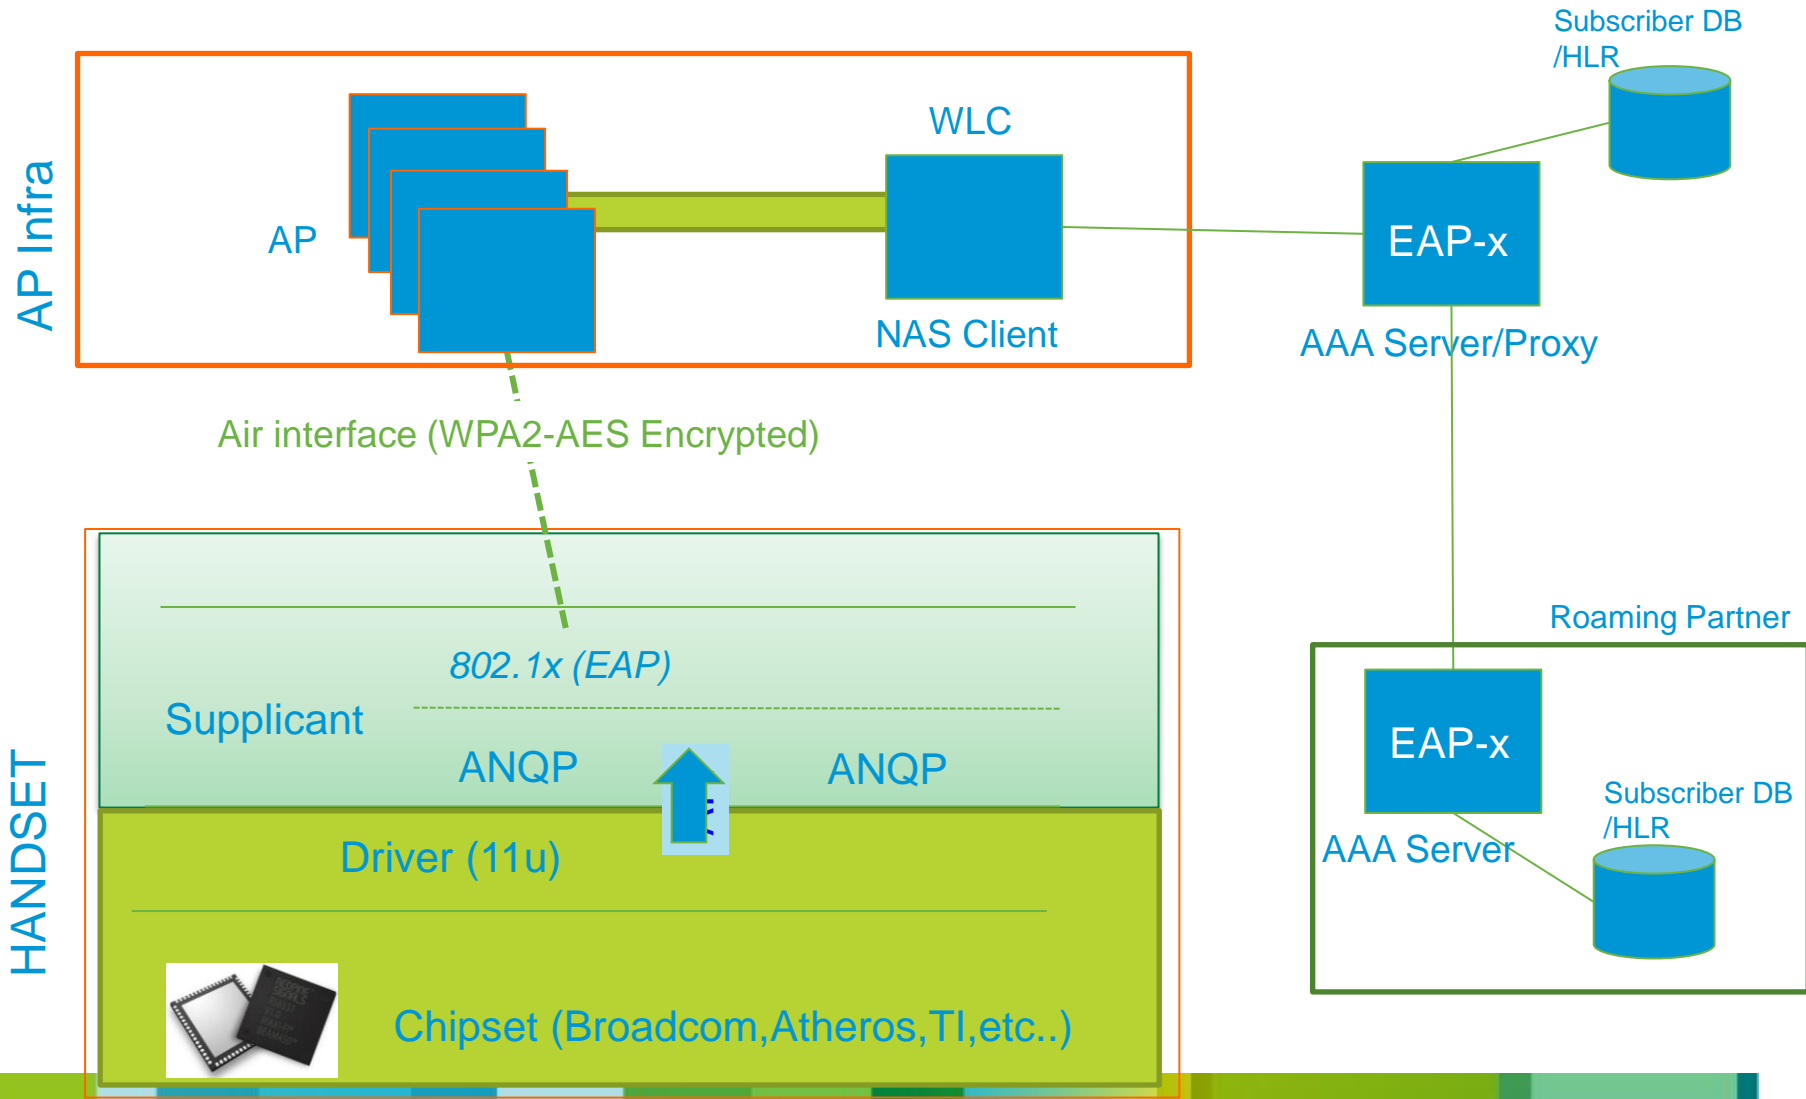 Subscriber DB
/HLR
WLC
AP Infra
AP
EAP-x
NAS Client
AAA Server/Proxy
Air interface (WPA2-AES Encrypted)
Roaming Partner
802.1x (EAP)
Supplicant
ANQP
ANQP
EAP-x
HANDSET
Subscriber DB
/HLR
Driver (11u)
AAA Server
REDPINE
SIGNALS
Chipset (Broadcom,Atheros,TI,etc..)